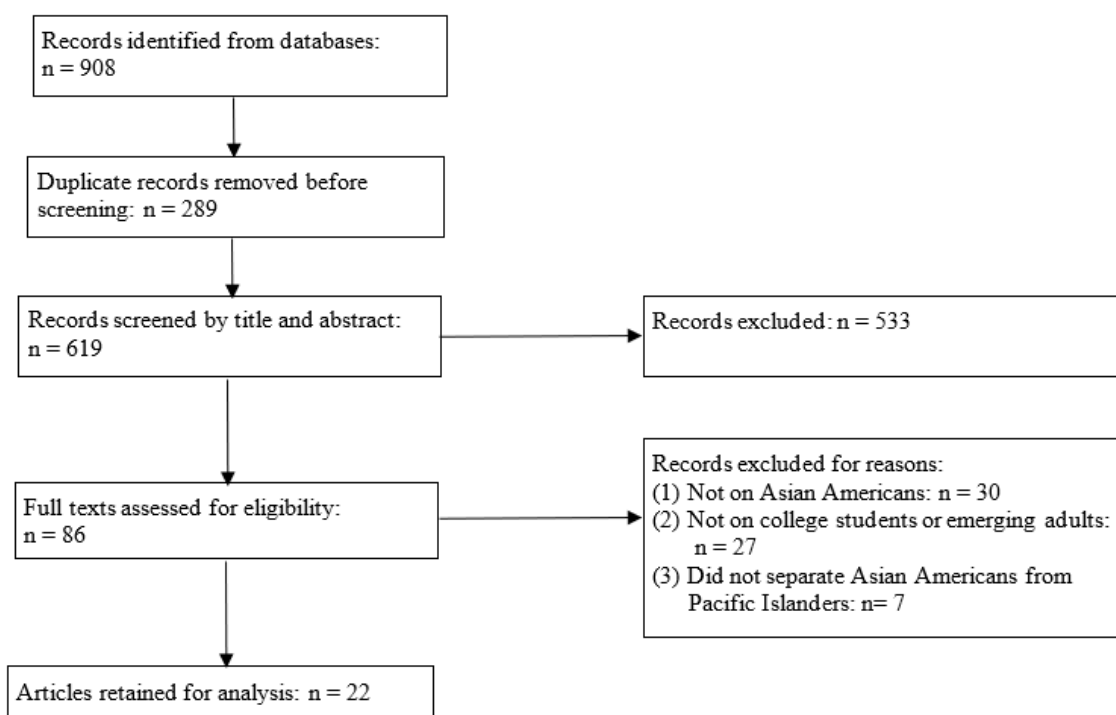 Records identified from databases:
n = 908
Duplicate records removed before
screening: n = 289
Records screened by title and abstract:
n = 619
Records excluded: n = 533
Full texts assessed for eligibility:
n = 86
Records excluded for reasons:
(1) Not on Asian Americans: n = 30
(2) Not on college students or emerging adults:
n = 27
(3) Did not separate Asian Americans from
Pacific Islanders: n= 7
Articles retained for analysis: n = 22